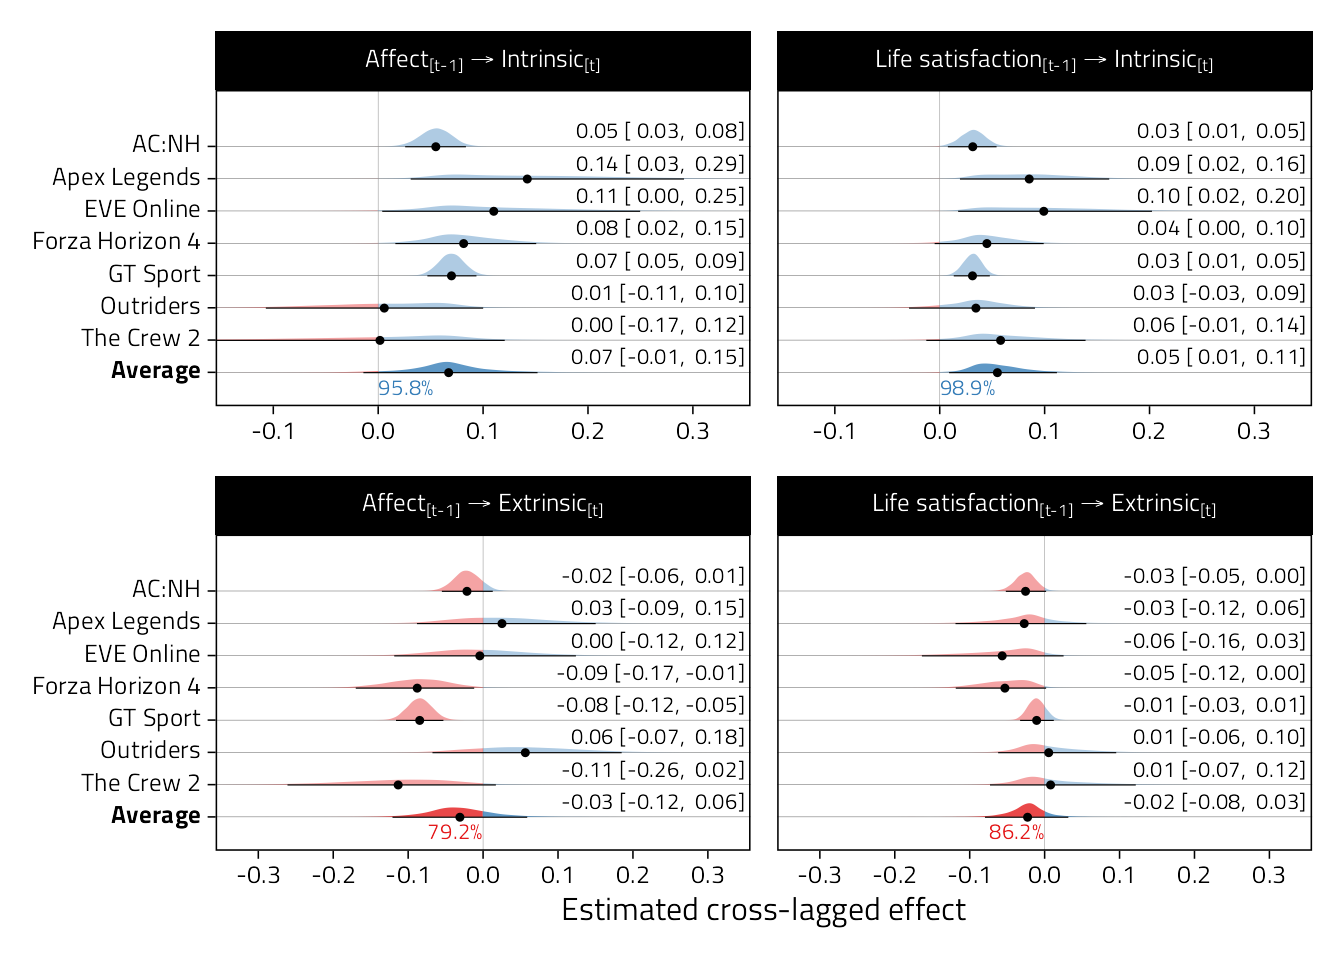 Affect[t-1] → Intrinsic[t]
Life satisfaction[t-1] → Intrinsic[t]
AC:NH 0.05 [ 0.03, 0.08] 0.03 [ 0.01, 0.05]
Apex Legends 0.14 [ 0.03, 0.29] 0.09 [ 0.02, 0.16]
EVE Online 0.11 [ 0.00, 0.25] 0.10 [ 0.02, 0.20]
Forza Horizon 4 0.08 [ 0.02, 0.15] 0.04 [ 0.00, 0.10]
GT Sport 0.07 [ 0.05, 0.09] 0.03 [ 0.01, 0.05]
Outriders 0.01 [-0.11, 0.10] 0.03 [-0.03, 0.09]
The Crew 2 0.00 [-0.17, 0.12] 0.06 [-0.01, 0.14]
Average 0.07 [-0.01, 0.15] 0.05 [ 0.01, 0.11]
95.8% 98.9%
-0.1 0.0 0.1 0.2 0.3 -0.1 0.0 0.1 0.2 0.3
Affect[t-1] → Extrinsic[t]
Life satisfaction[t-1] → Extrinsic[t]
AC:NH -0.02 [-0.06, 0.01] -0.03 [-0.05, 0.00]
Apex Legends 0.03 [-0.09, 0.15] -0.03 [-0.12, 0.06]
EVE Online 0.00 [-0.12, 0.12] -0.06 [-0.16, 0.03]
Forza Horizon 4 -0.09 [-0.17, -0.01] -0.05 [-0.12, 0.00]
GT Sport -0.08 [-0.12, -0.05] -0.01 [-0.03, 0.01]
Outriders 0.06 [-0.07, 0.18] 0.01 [-0.06, 0.10]
The Crew 2 -0.11 [-0.26, 0.02] 0.01 [-0.07, 0.12]
Average -0.03 [-0.12, 0.06] -0.02 [-0.08, 0.03]
79.2% 86.2%
-0.3 -0.2 -0.1 0.0 0.1 0.2 0.3 -0.3 -0.2 -0.1 0.0 0.1 0.2 0.3
Estimated cross-lagged effect